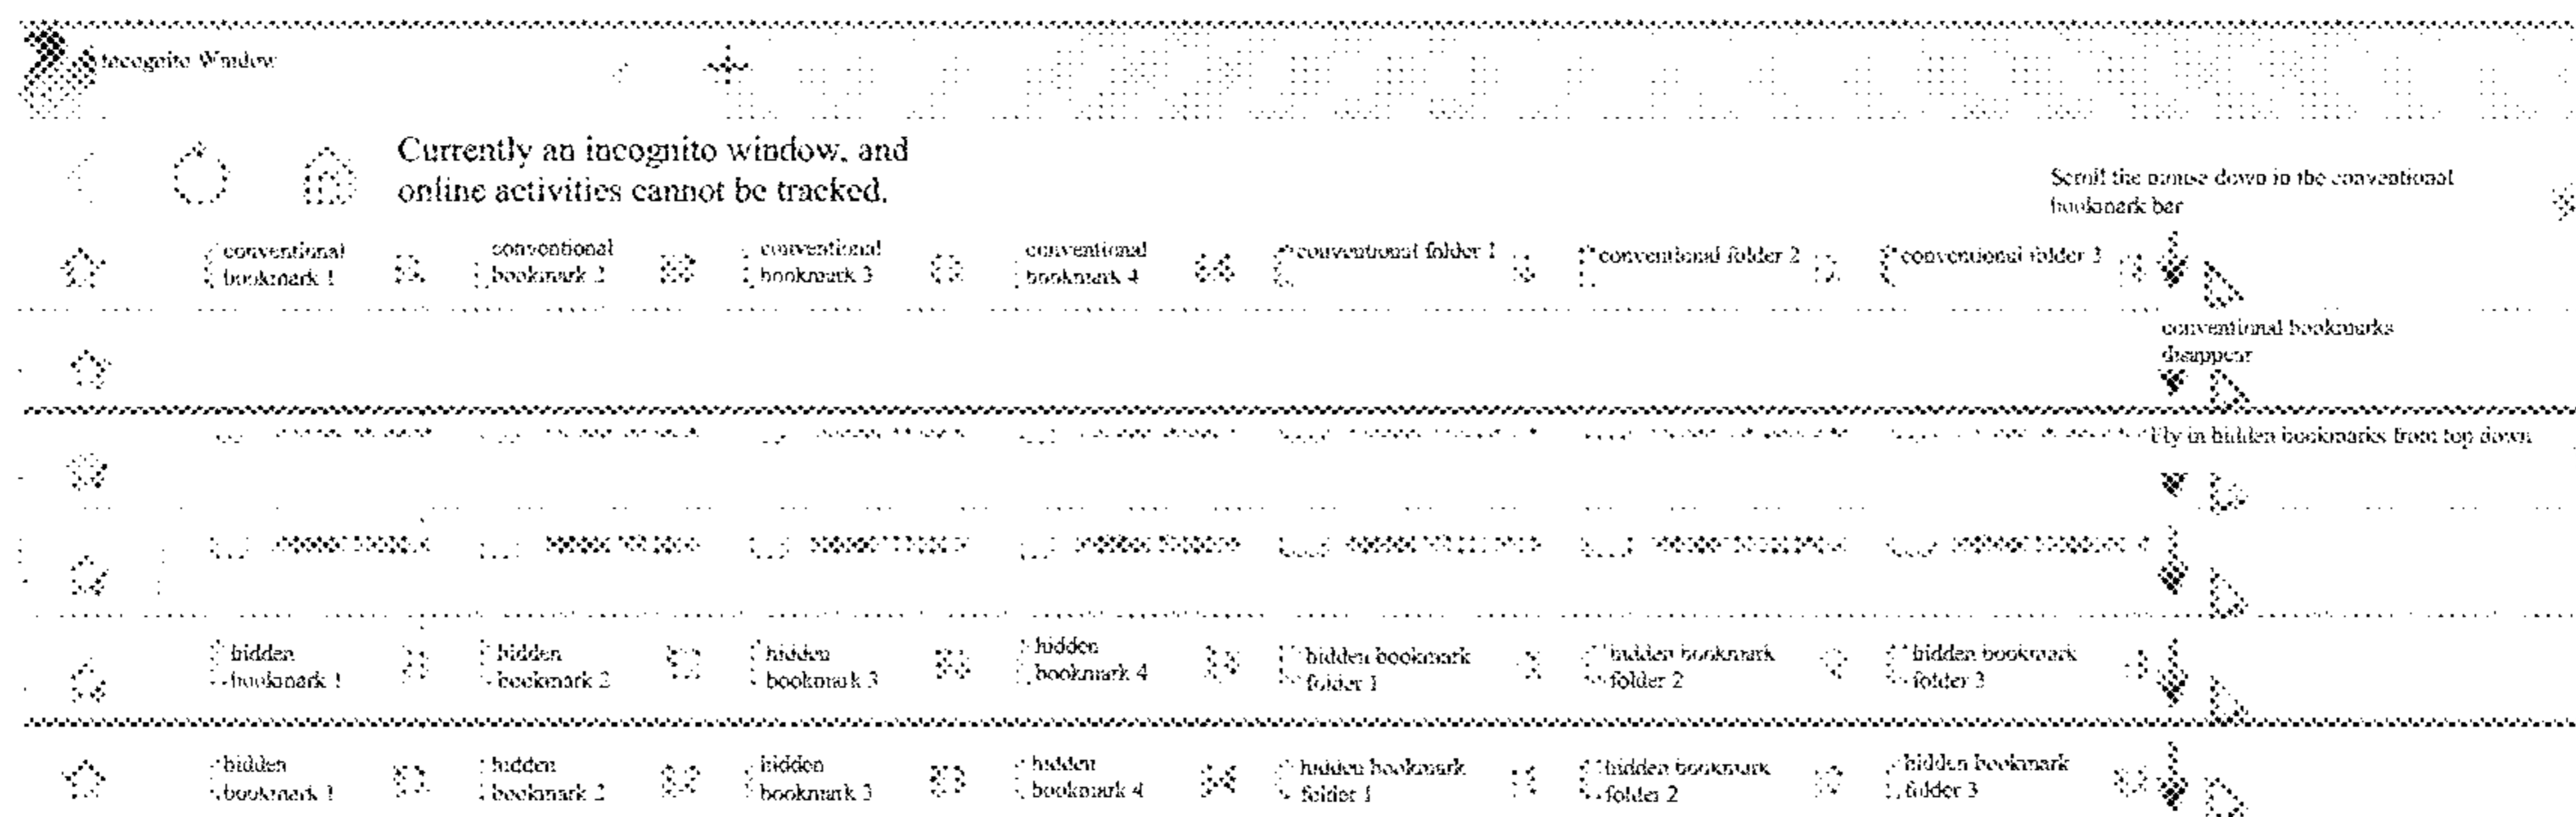 Incognito Window
Currently an incognito window, and
online activities cannot be tracked.
Scroll the mouse down in the conventional
bookmark bar
conventional
bookmark 1
conventional
bookmark 2
conventional
bookmark 3
conventional
bookmark 4
conventional folder 1
conventional folder 2
conventional folder 3
conventional bookmarks
disappear
Fly in hidden bookmarks from top down
hidden
bookmark 1
hidden
bookmark 2
hidden
bookmark 3
hidden
bookmark 4
hidden bookmark
folder 1
hidden bookmark
folder 2
hidden bookmark
folder 3
hidden
bookmark 1
hidden
bookmark 2
hidden
bookmark 3
hidden
bookmark 4
hidden bookmark
folder 1
hidden bookmark
folder 2
hidden bookmark
folder 3